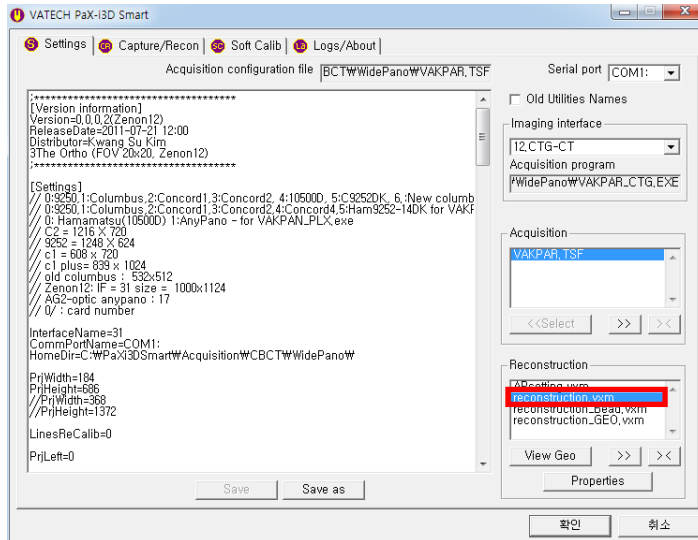 VATECH PaX-i3D Smart
Settings
Capture/Recon
Soft Calib
Logs/About
Acquisition configuration file
BCT₩WidePano₩VAKPAR,TSF
Serial port
COM1:
Old Utilities Names
;**********************************
[Version information]
Version=0,0,0,2(Zenon12)
ReleaseDate=2011-07-21 12:00
Distributor=Kwang Su Kim
3The Ortho (FOV 20x20, Zenon12)
;**********************************
[Settings]
// 0:9250,1:Columbus,2:Concord1,3:Concord2, 4:10500D, 5:C9252DK, 6,:New columb
// 0:9250,1:Columbus,2:Concord1,3:Concord2,4:Concord4,5:Ham9252-14DK for VAKF
// 0: Hamamatsu(10500D) 1:AnyPano - for VAKPAN_PLX,exe
// C2 = 1216 X 720
// 9252 = 1248 X 624
// c1 = 608 x 720
// c1 plus= 839 x 1024
// old columbus :  532x512
// Zenon12: IF = 31 size =  1000x1124
// AG2-optic anypano : 17
// 0/ : card number
InterfaceName=31
CommPortName=COM1:
HomeDir=C:₩PaXi3DSmart₩Acquisition₩CBCT₩WidePano₩
PrjWidth=184
PrjHeight=686
//PrjWidth=368
//PrjHeight=1372
LinesReCalib=0
PrjLeft=0
Save
Save as
Imaging interface
12,CTG-CT
Acquisition program
₩WidePano₩VAKPAR_CTG,EXE
Acquisition
VAKPAR,TSF
<<Select
>>
><
Reconstruction
APsetting,vxm
reconstruction,vxm
reconstruction_Bead,vxm
reconstruction_GEO,vxm
View Geo
>>
><
Properties
확인
취소